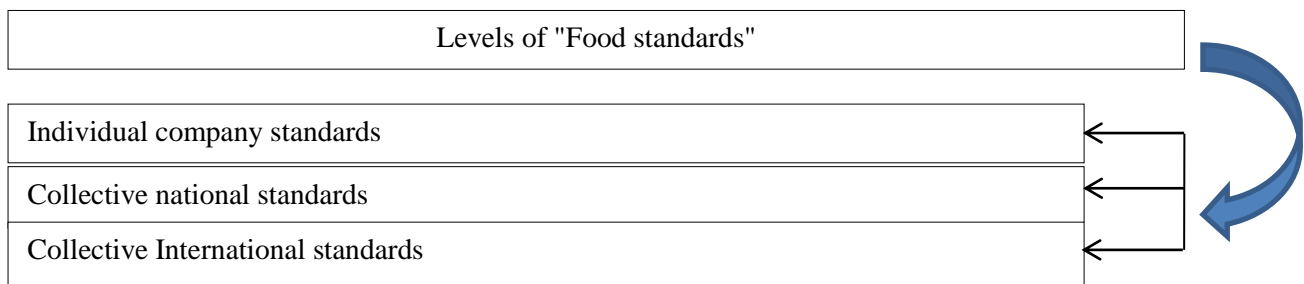 Levels of "Food standards"
Individual company standards
Collective national standards
Collective International standards